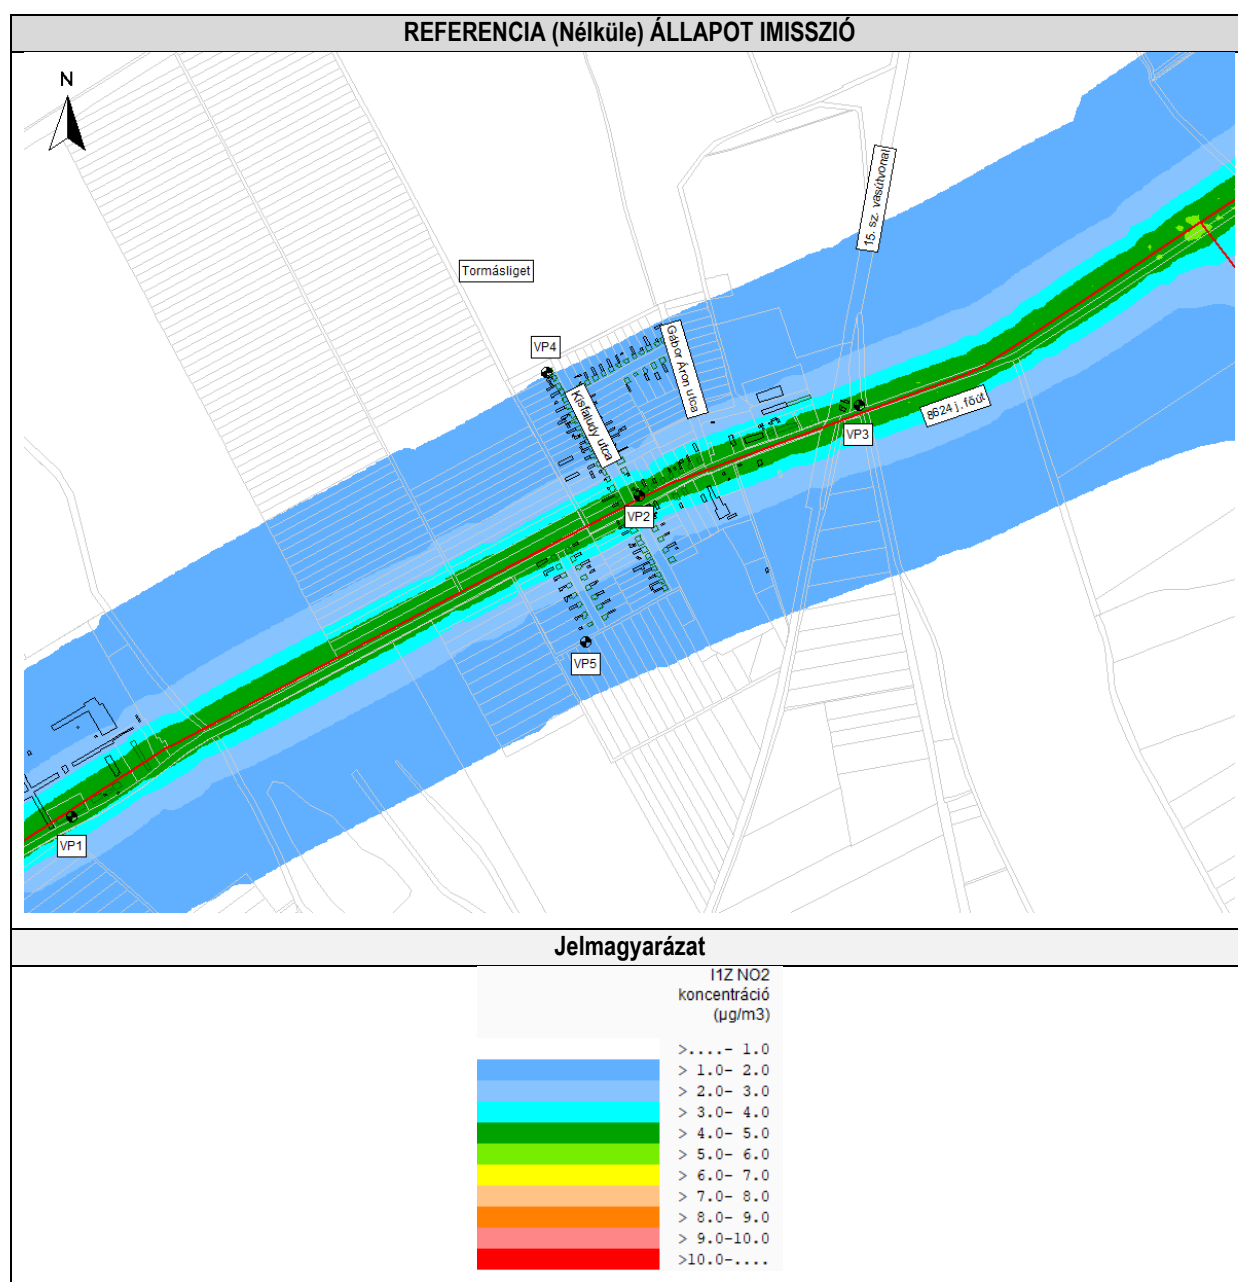 REFERENCIA (Nélküle) ÁLLAPOT IMISSZIÓ
N
15. sz. vasútvonal
Tormásliget
VP4
Gábor Áron utca
Kisfaludy utca
8624 j. főút
VP3
VP2
VP5
VP1
Jelmagyarázat
I1Z NO2
koncentráció
(µg/m3)
>....- 1.0
> 1.0- 2.0
> 2.0- 3.0
> 3.0- 4.0
> 4.0- 5.0
> 5.0- 6.0
> 6.0- 7.0
> 7.0- 8.0
> 8.0- 9.0
> 9.0-10.0
>10.0-....